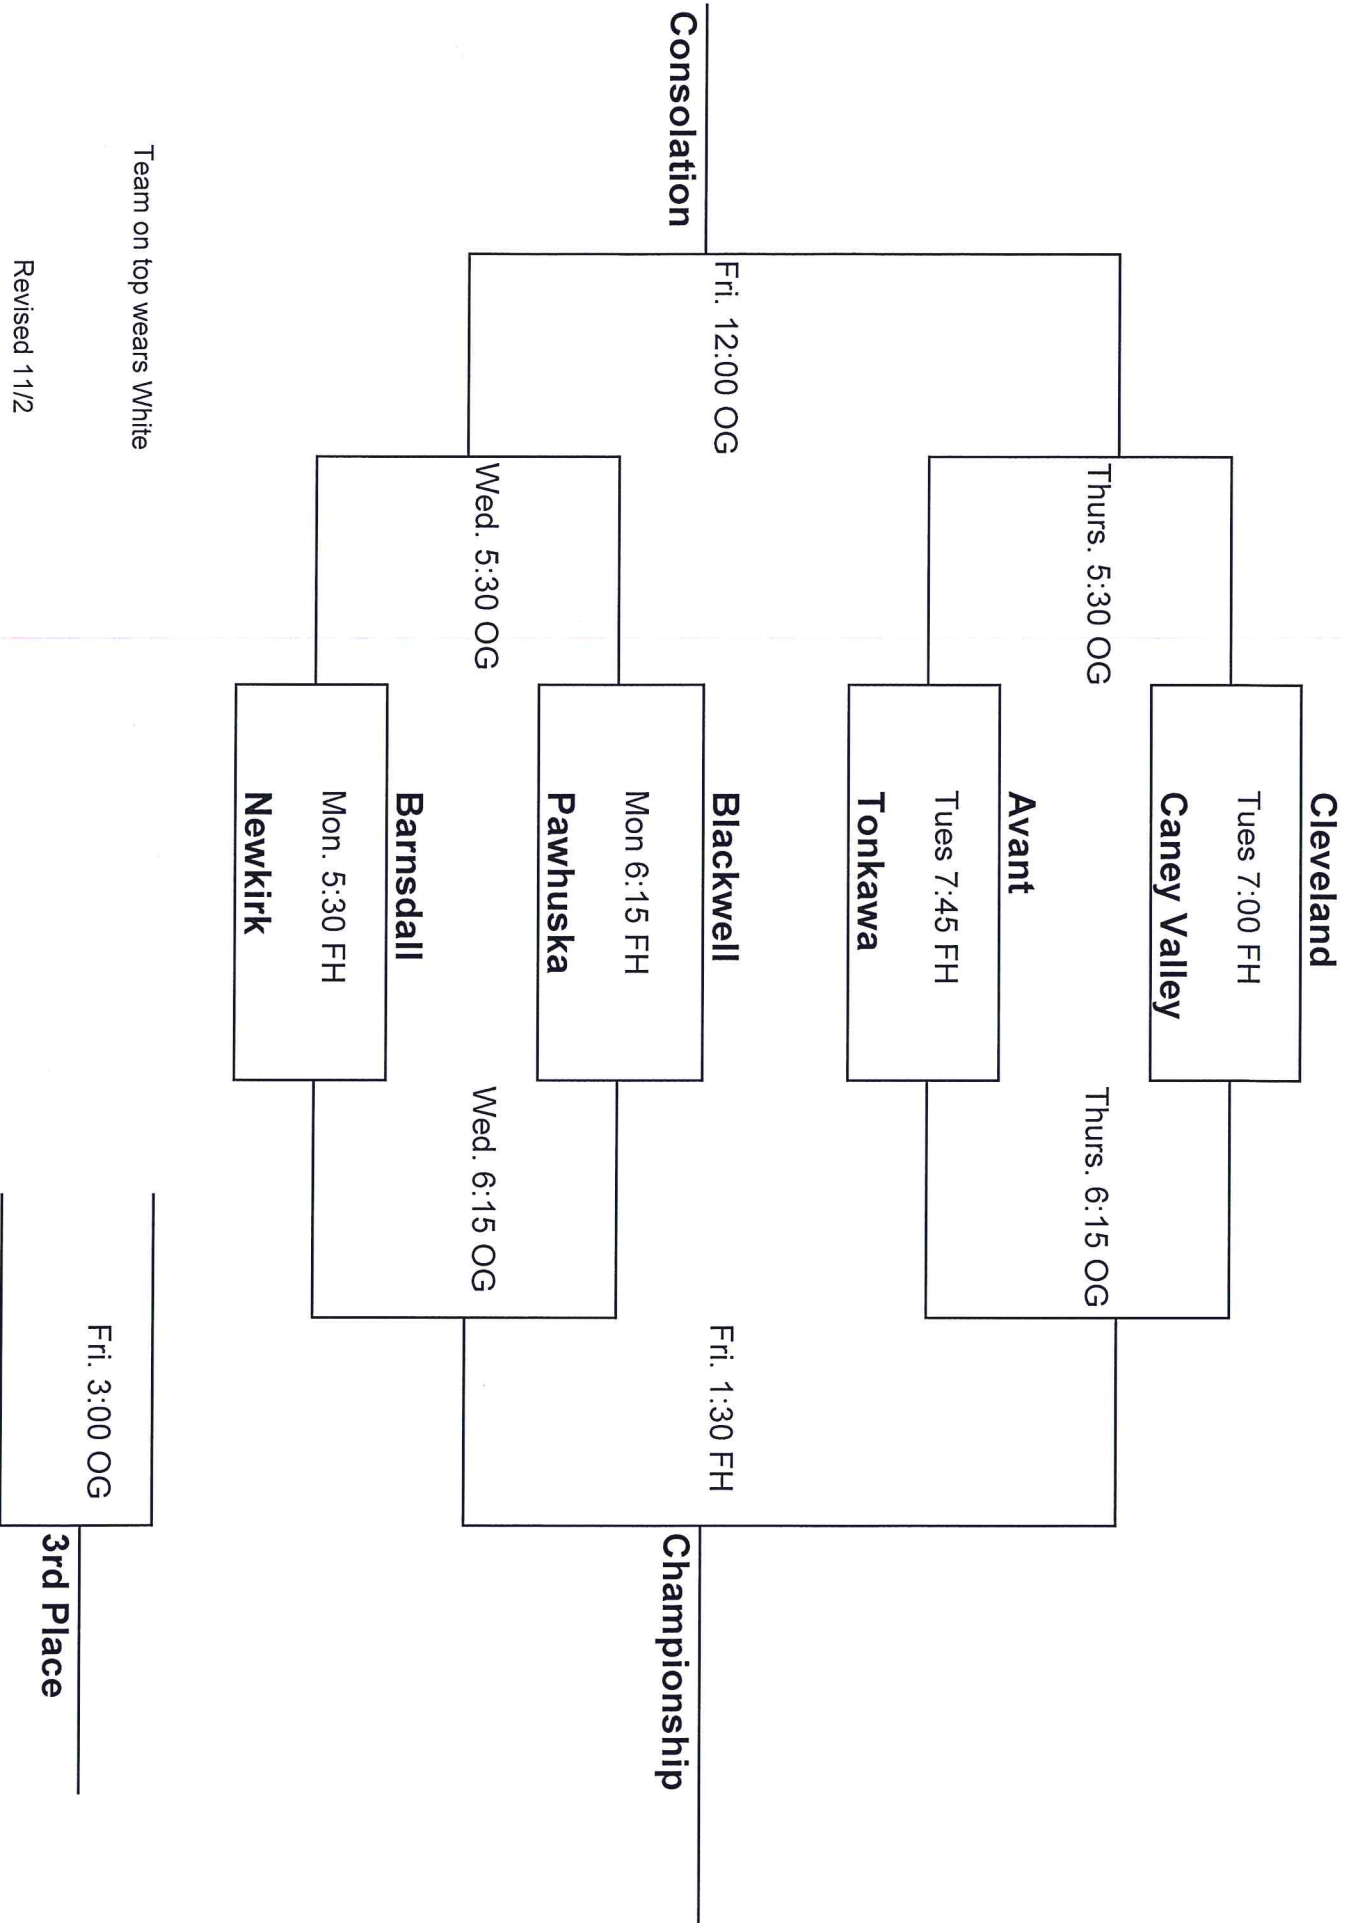 Cleveland
Tues 7:00 FH
Caney Valley
Thurs. 5:30 OG
Thurs. 6:15 OG
Avant
Tues 7:45 FH
Tonkawa
Fri. 12:00 OG
Fri. 1:30 FH
Consolation
Championship
Blackwell
Mon 6:15 FH
Pawhuska
Wed. 5:30 OG
Wed. 6:15 OG
Barnsdall
Mon. 5:30 FH
Newkirk
Team on top wears White
Fri. 3:00 OG
3rd Place
Revised 11/2